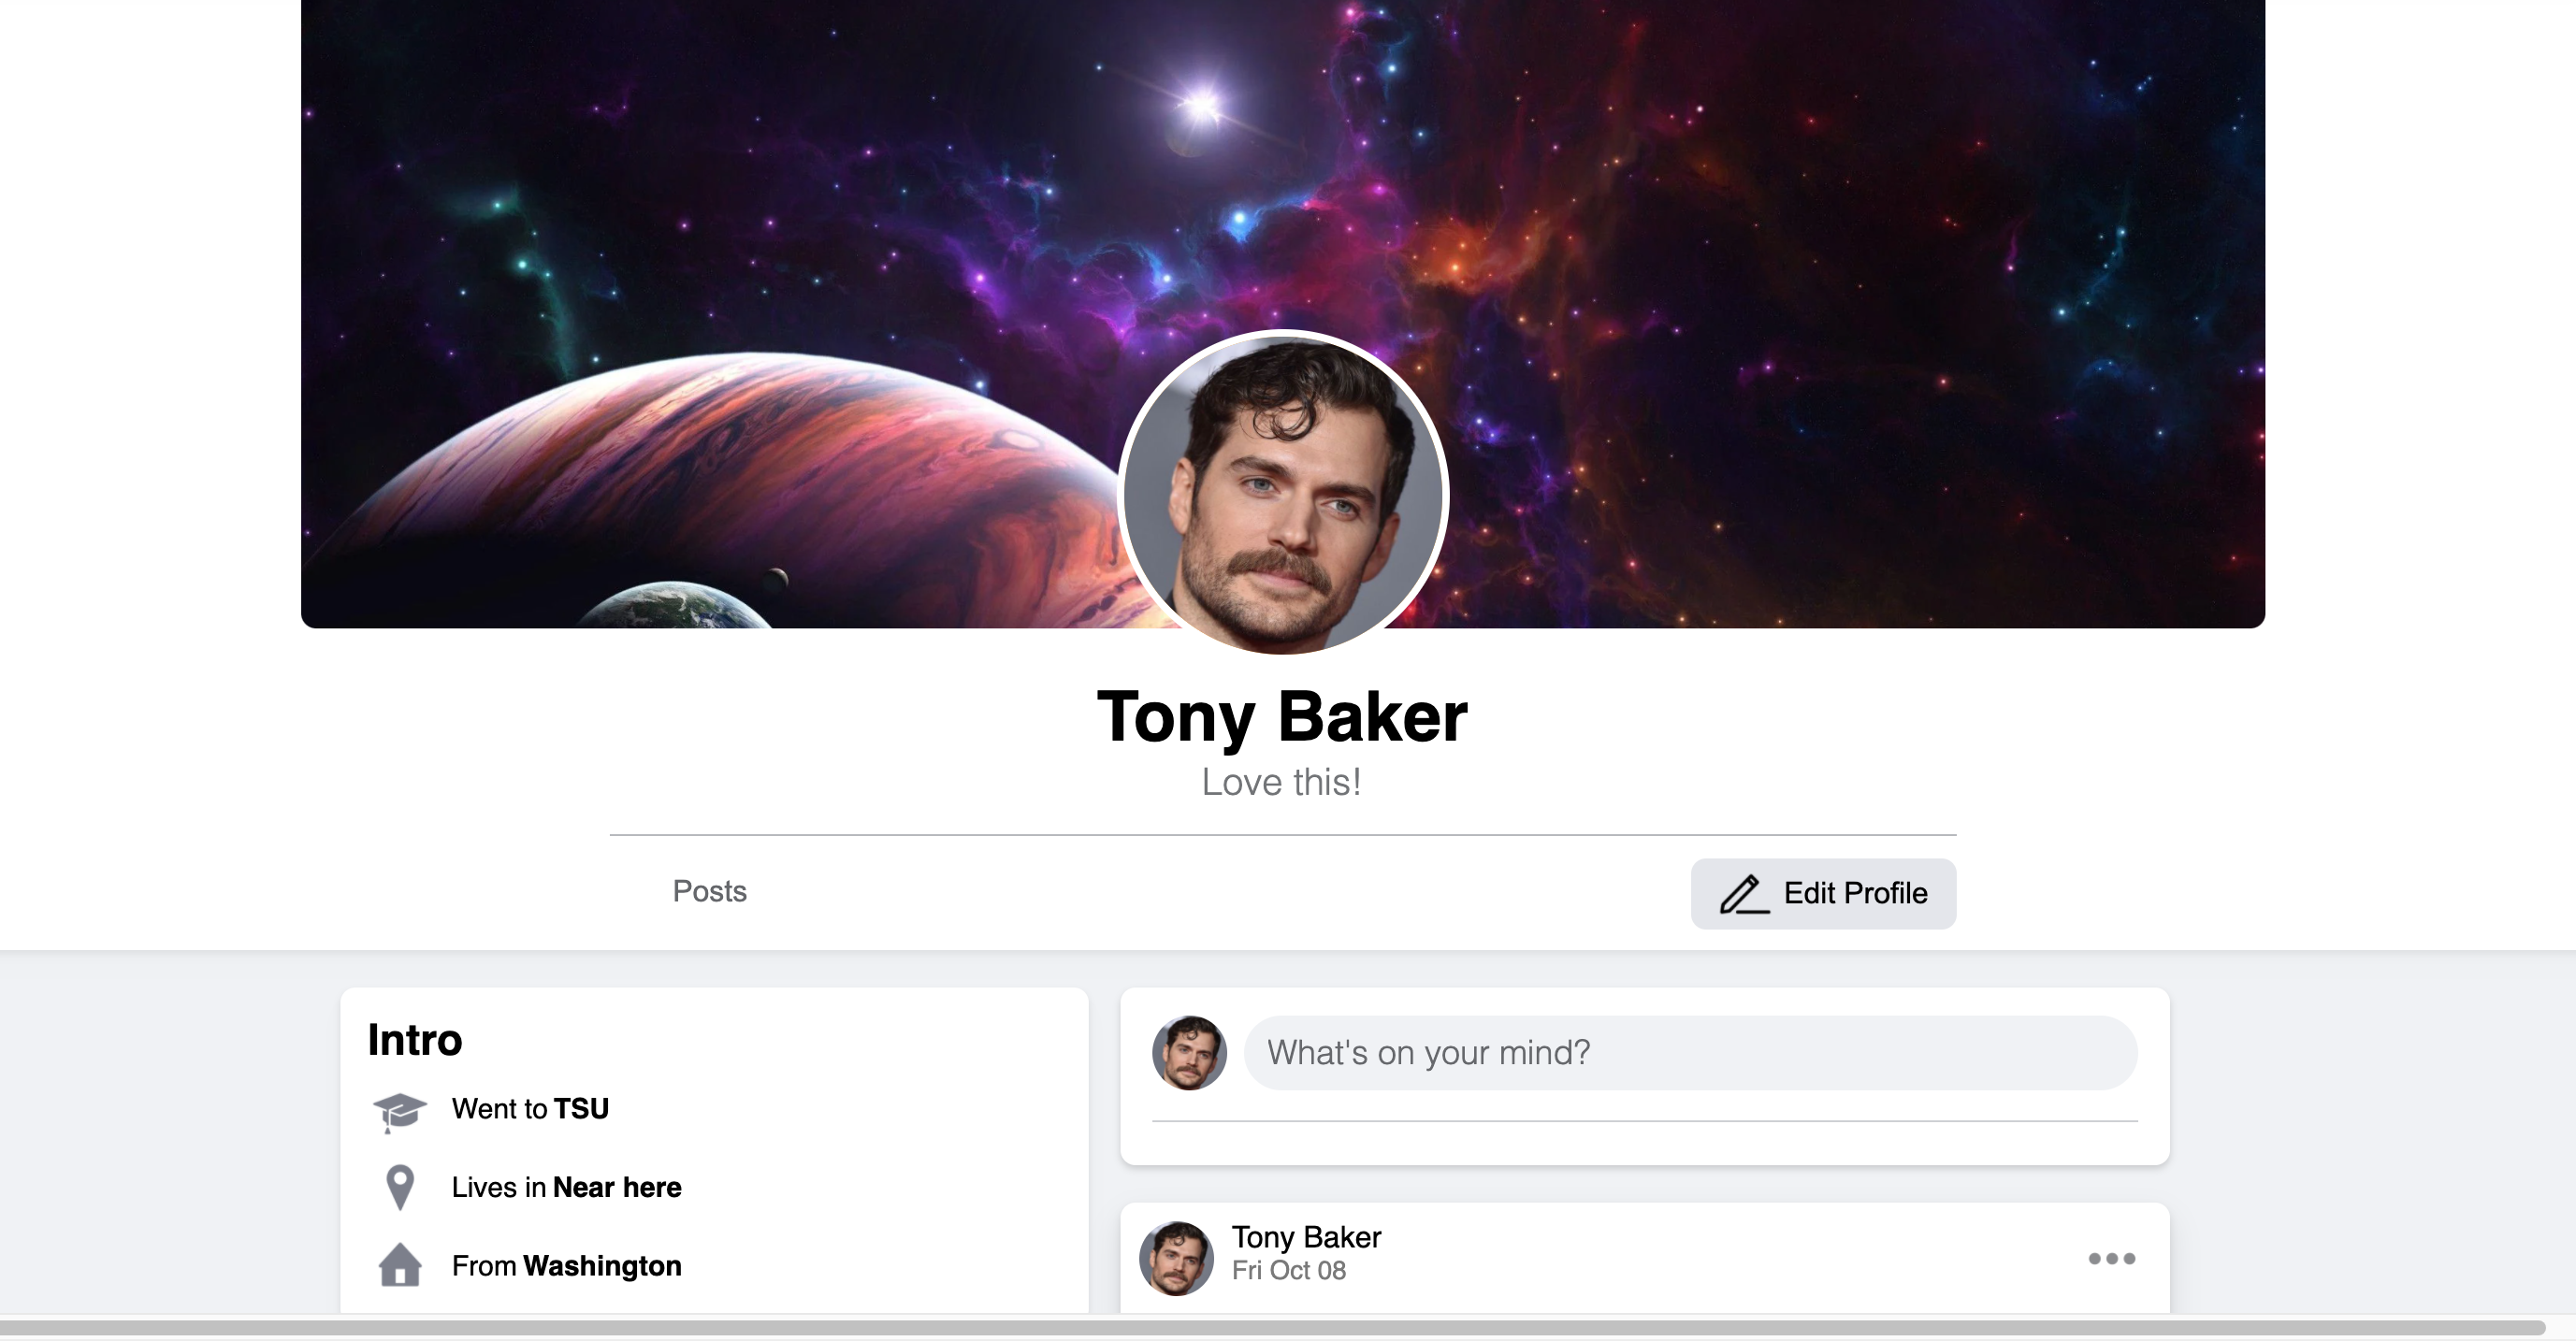 Tony Baker
Love this!
Posts
Edit Profile
Intro
Went to TSU
Lives in Near here
From Washington
What's on your mind?
Tony Baker
Fri Oct 08